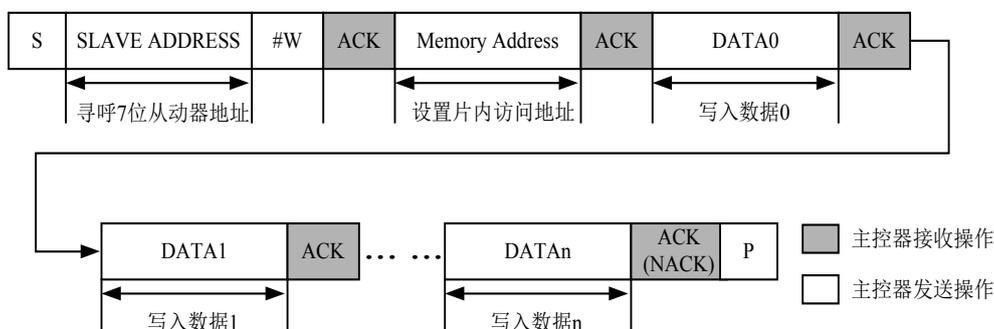 S SLAVE ADDRESS #W ACK Memory Address ACK DATA0 ACK
寻呼7位从动器地址 设置片内访问地址 写入数据0
DATA1 ACK … … DATAn ACK (NACK) P
写入数据1 写入数据n
主控器接收操作
主控器发送操作